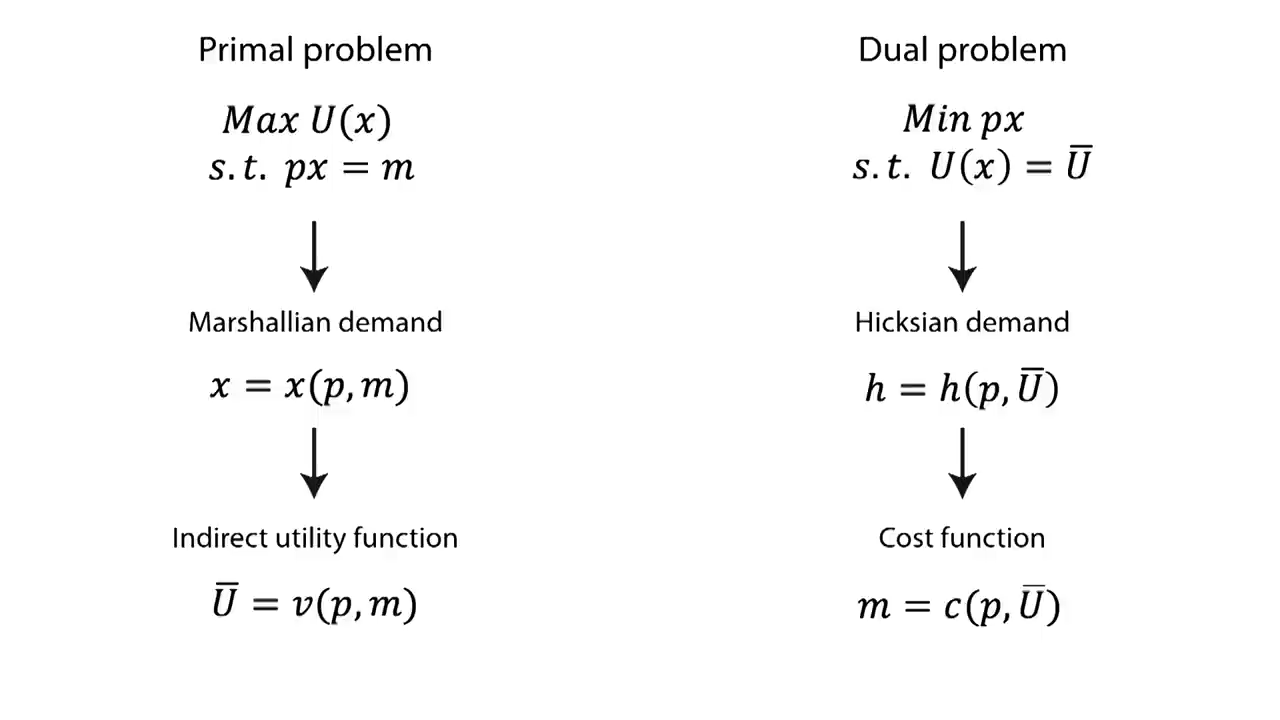 Primal problem
Max U(x)
s.t. px = m
Marshallian demand
x = x(p, m)
Indirect utility function
U̅ = v(p, m)
Dual problem
Min px
s.t. U(x) = U̅
Hicksian demand
h = h(p, U̅)
Cost function
m = c(p, U̅)